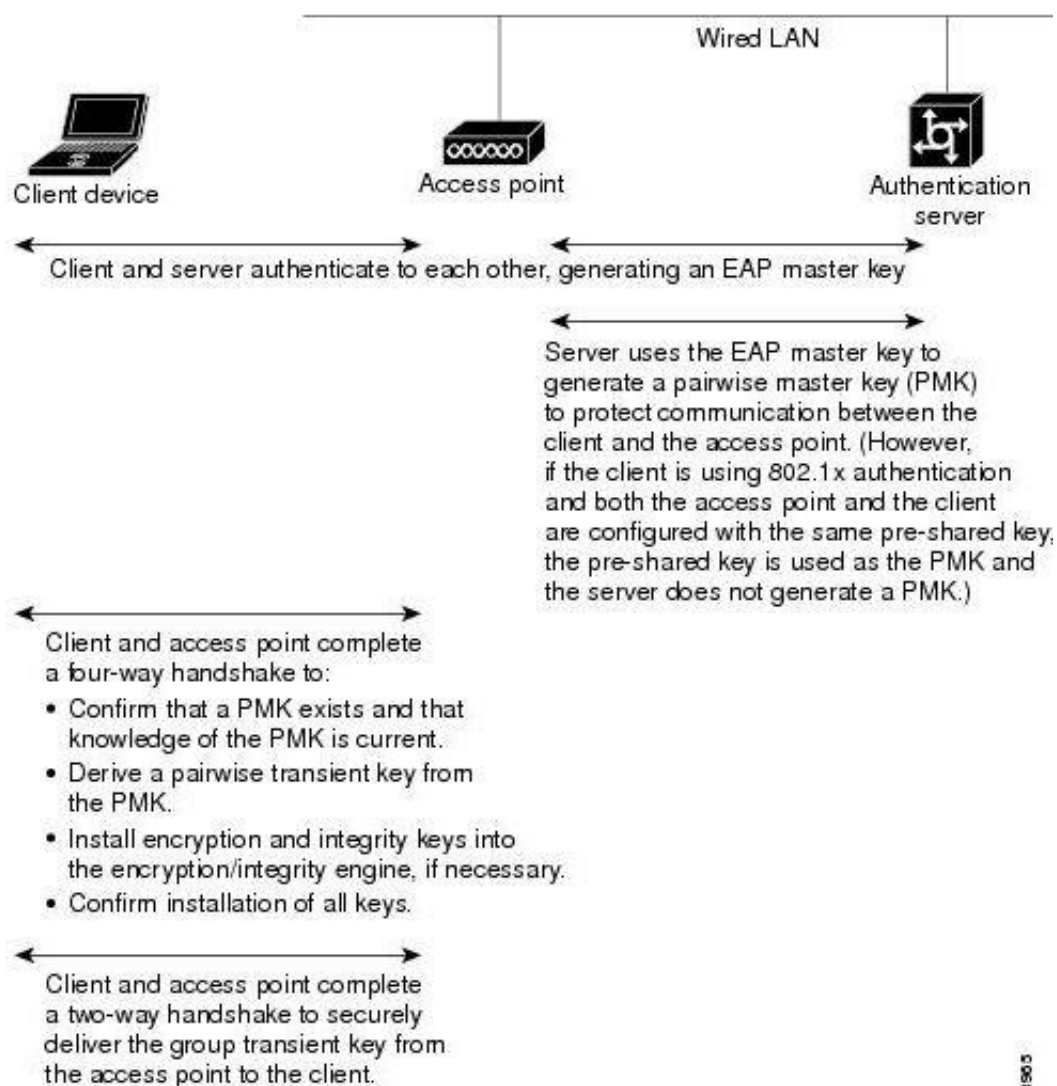 Wired LAN
Client device
Access point
Authentication
server
Client and server authenticate to each other, generating an EAP master key
Server uses the EAP master key to
generate a pairwise master key (PMK)
to protect communication between the
client and the access point. (However,
if the client is using 802.1x authentication
and both the access point and the client
are configured with the same pre-shared key,
the pre-shared key is used as the PMK and
the server does not generate a PMK.)
Client and access point complete
a four-way handshake to:
• Confirm that a PMK exists and that
knowledge of the PMK is current.
• Derive a pairwise transient key from
the PMK.
• Install encryption and integrity keys into
the encryption/integrity engine, if necessary.
• Confirm installation of all keys.
Client and access point complete
a two-way handshake to securely
deliver the group transient key from
the access point to the client.